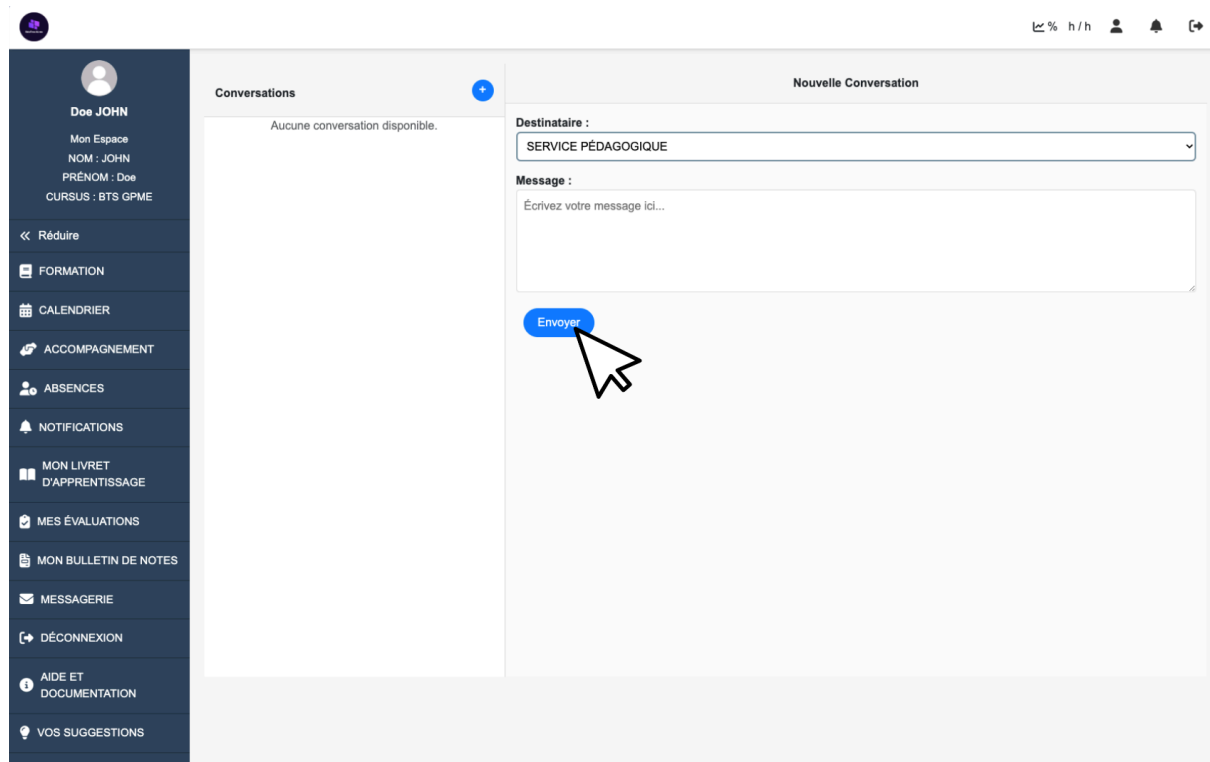 % h / h
Doe JOHN
Mon Espace
NOM : JOHN
PRÉNOM : Doe
CURSUS : BTS GPME
Réduire
FORMATION
CALENDRIER
ACCOMPAGNEMENT
ABSENCES
NOTIFICATIONS
MON LIVRET
D'APPRENTISSAGE
MES ÉVALUATIONS
MON BULLETIN DE NOTES
MESSAGERIE
DÉCONNEXION
AIDE ET
DOCUMENTATION
VOS SUGGESTIONS
Conversations
+
Aucune conversation disponible.
Nouvelle Conversation
Destinataire :
SERVICE PÉDAGOGIQUE
Message :
Écrivez votre message ici...
Envoyer